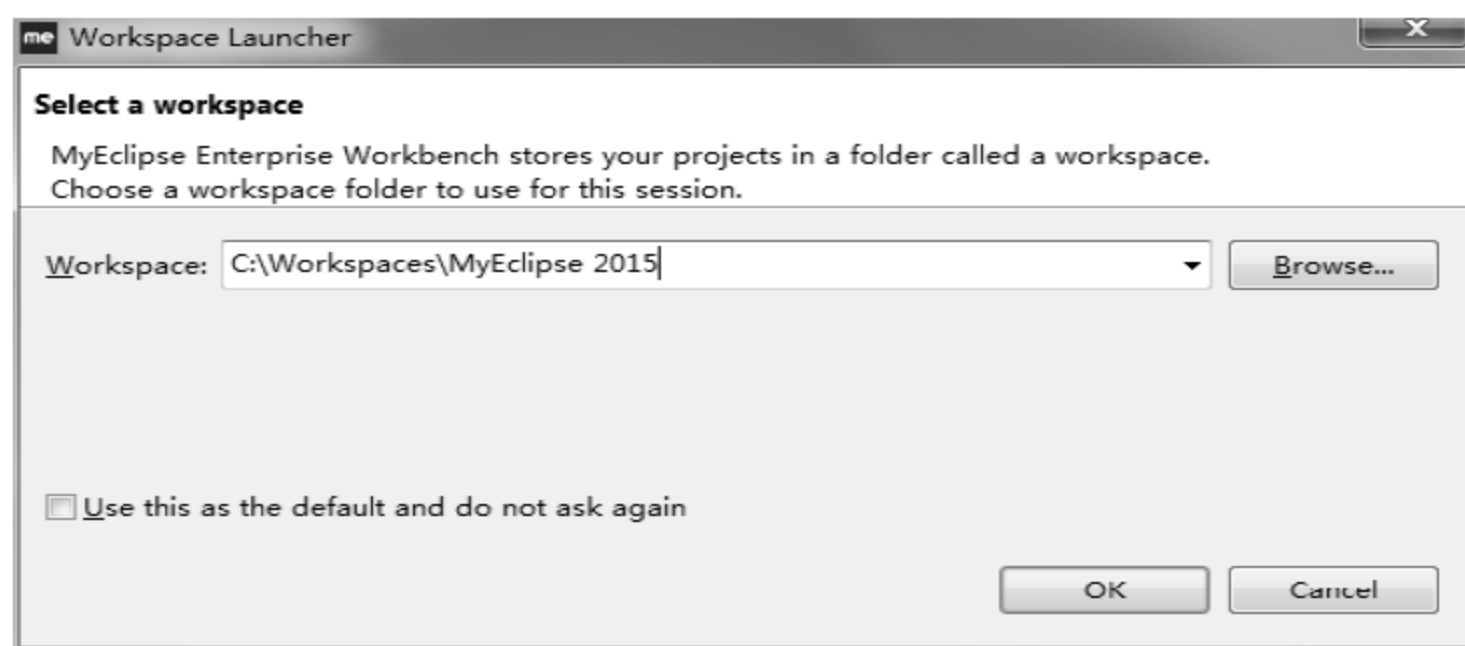 me Workspace Launcher
Select a workspace
MyEclipse Enterprise Workbench stores your projects in a folder called a workspace.
Choose a workspace folder to use for this session.
Workspace: C:\Workspaces\MyEclipse 2015 Browse...
Use this as the default and do not ask again
OK Cancel